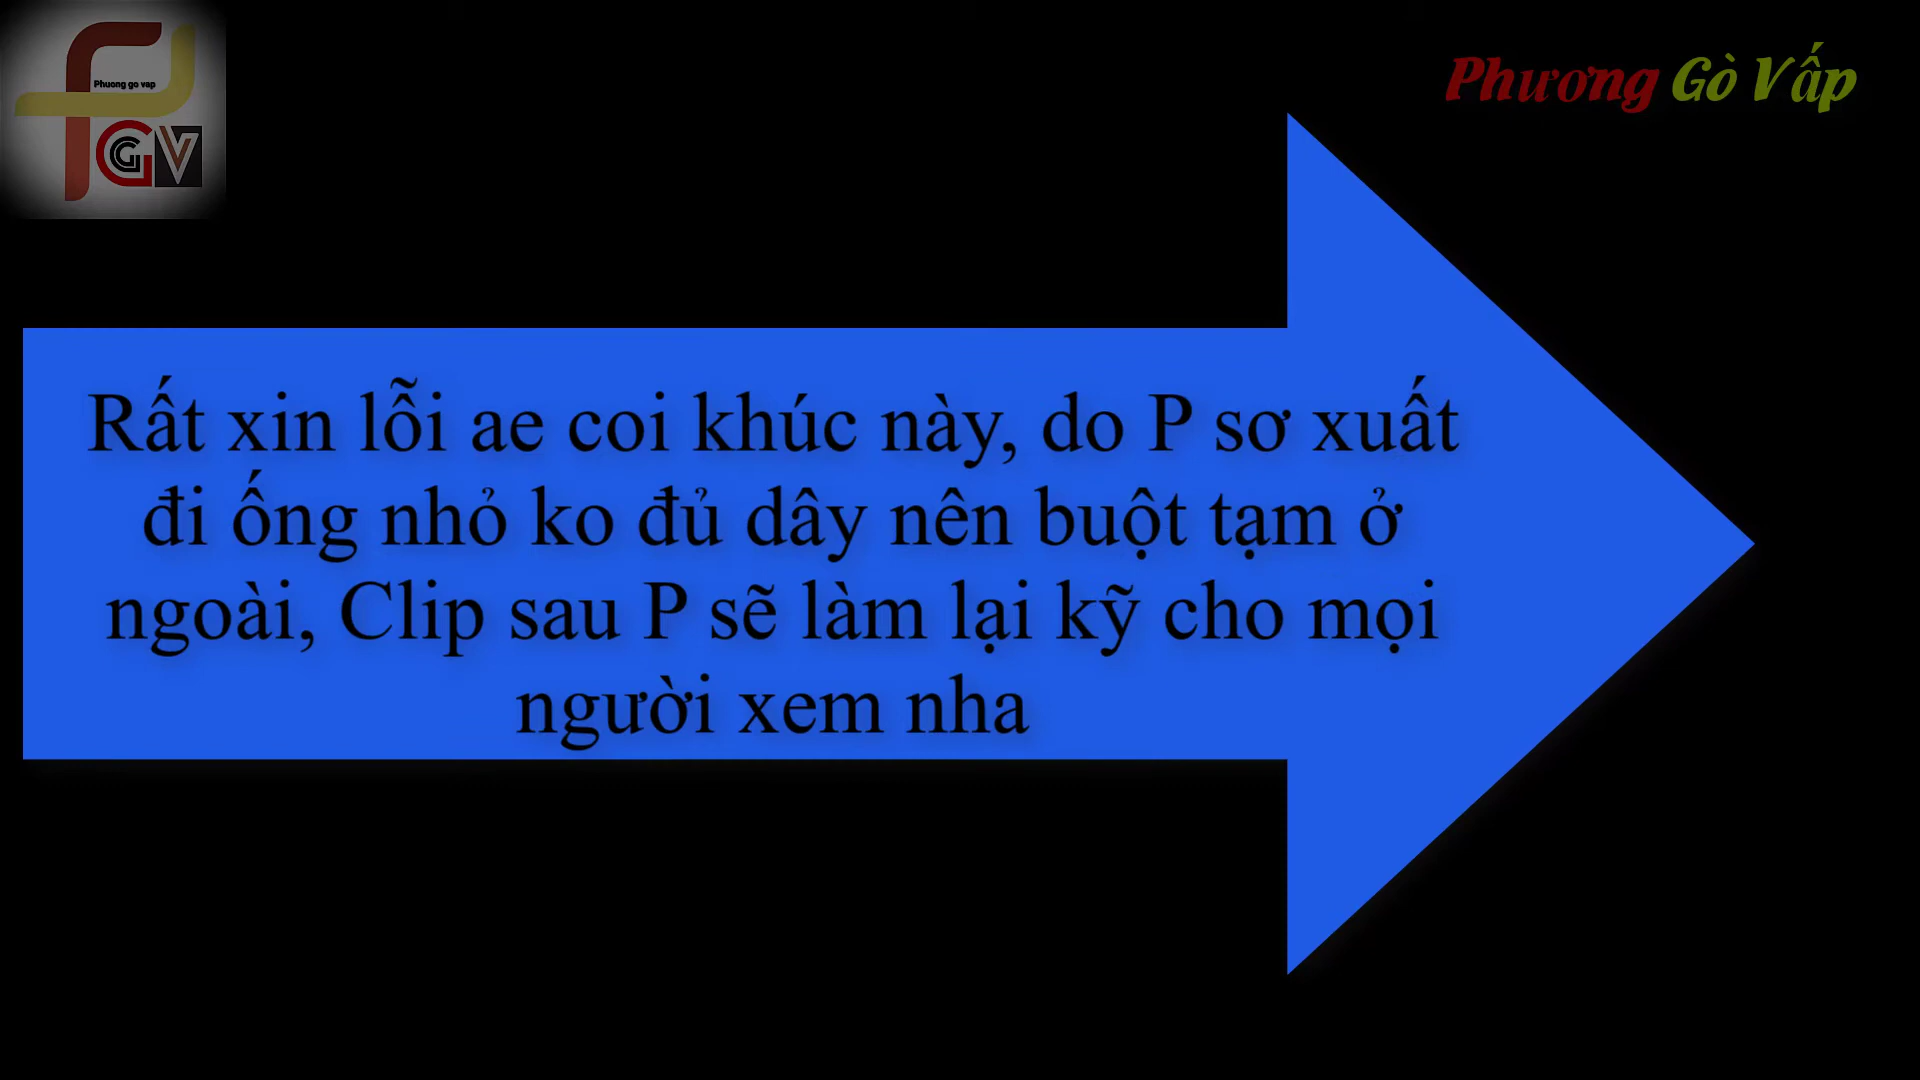 Phuong go vap
GV
Phương Gò Vấp
Rất xin lỗi ae coi khúc này, do P sơ xuất
đi ống nhỏ ko đủ dây nên buột tạm ở
ngoài, Clip sau P sẽ làm lại kỹ cho mọi
người xem nha